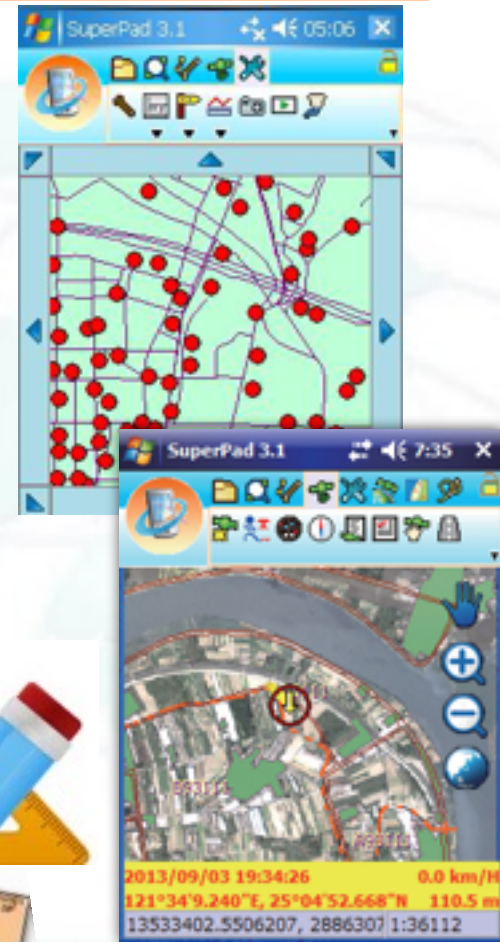 SuperPad 3.1 05:06
SuperPad 3.1 7:35
2013/09/03 19:34:26 0.0 km/H
121°34'9.240"E, 25°04'52.668"N 110.5 m
13533402.5506207, 2886307 1:36112